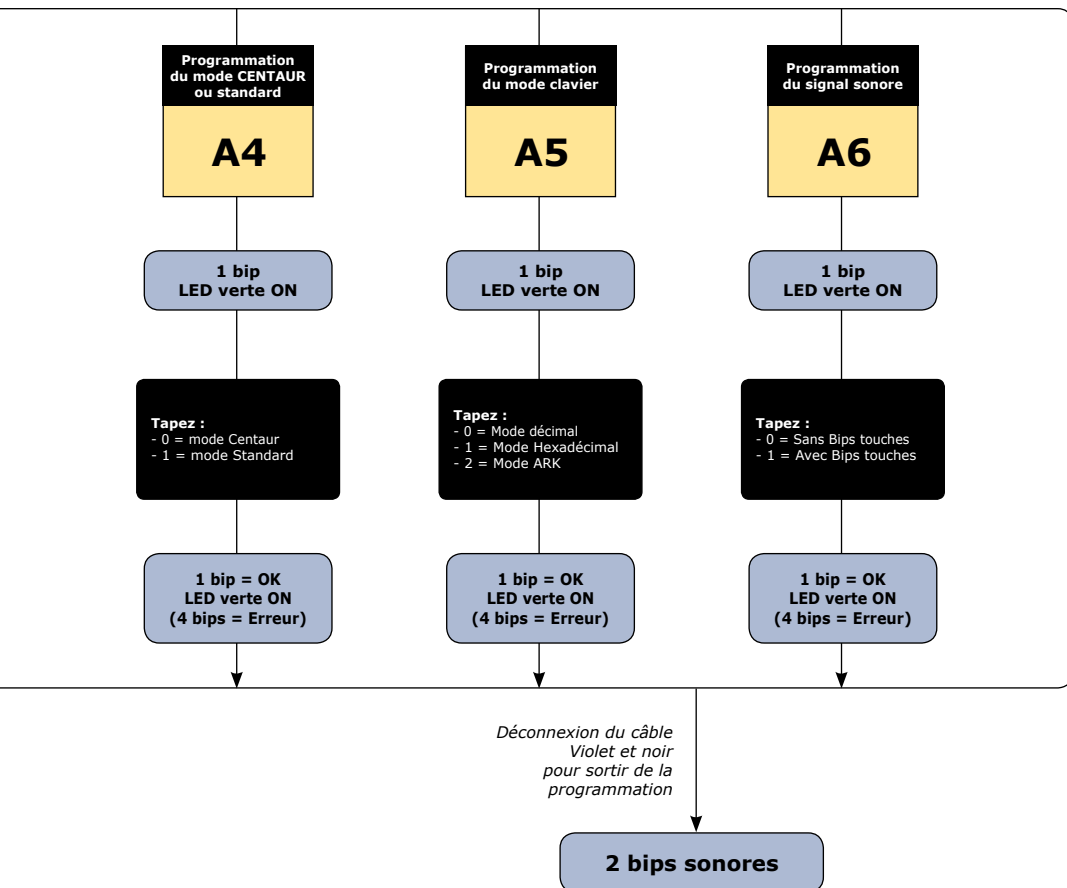 Programmation
du mode CENTAUR
ou standard
A4
1 bip
LED verte ON
Tapez :
- 0 = mode Centaur
- 1 = mode Standard
1 bip = OK
LED verte ON
(4 bips = Erreur)
Programmation
du mode clavier
A5
1 bip
LED verte ON
Tapez :
- 0 = Mode décimal
- 1 = Mode Hexadécimal
- 2 = Mode ARK
1 bip = OK
LED verte ON
(4 bips = Erreur)
Programmation
du signal sonore
A6
1 bip
LED verte ON
Tapez :
- 0 = Sans Bips touches
- 1 = Avec Bips touches
1 bip = OK
LED verte ON
(4 bips = Erreur)
Déconnexion du câble
Violet et noir
pour sortir de la
programmation
2 bips sonores